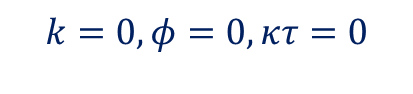 k = 0, ϕ = 0, κτ = 0